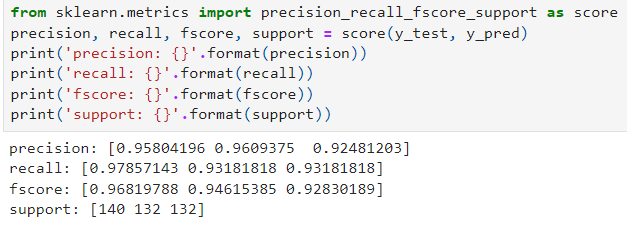 from sklearn.metrics import precision_recall_fscore_support as score
precision, recall, fscore, support = score(y_test, y_pred)
print('precision: {}'.format(precision))
print('recall: {}'.format(recall))
print('fscore: {}'.format(fscore))
print('support: {}'.format(support))
precision: [0.95804196 0.9609375  0.92481203]
recall: [0.97857143 0.93181818 0.93181818]
fscore: [0.96819788 0.94615385 0.92830189]
support: [140 132 132]